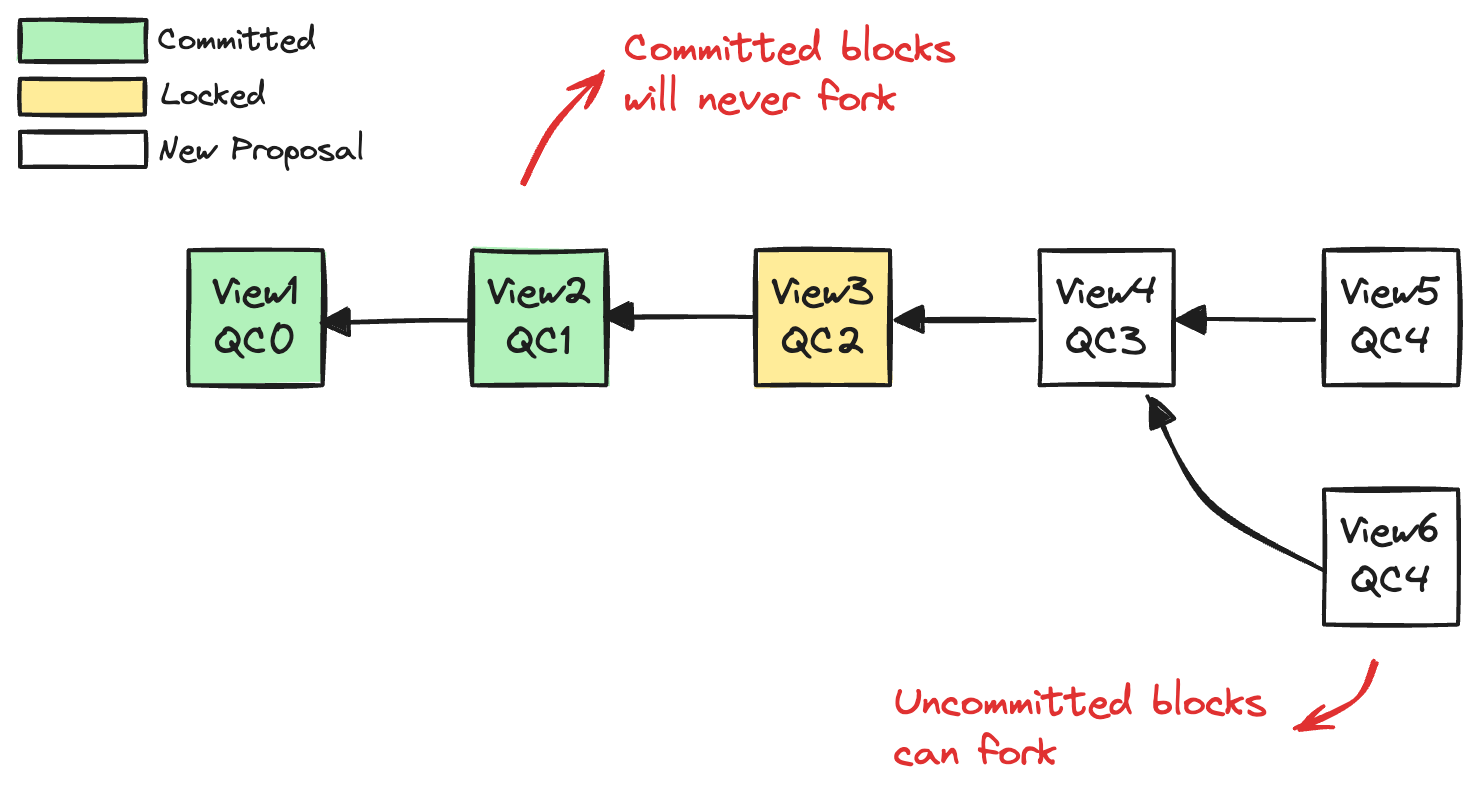 Committed
Locked
New Proposal
Committed blocks
will never fork
View1
QC0
View2
QC1
View3
QC2
View4
QC3
View5
QC4
View6
QC4
Uncommitted blocks
can fork